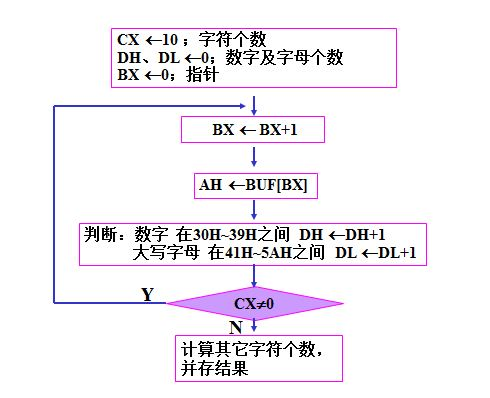 CX ←10 ；字符个数
DH、DL ←0；数字及字母个数
BX ←0；指针
BX ← BX+1
AH ←BUF[BX]
判断：数字 在30H~39H之间 DH ←DH+1
大写字母 在41H~5AH之间 DL ←DL+1
Y
CX≠0
N
计算其它字符个数，
并存结果